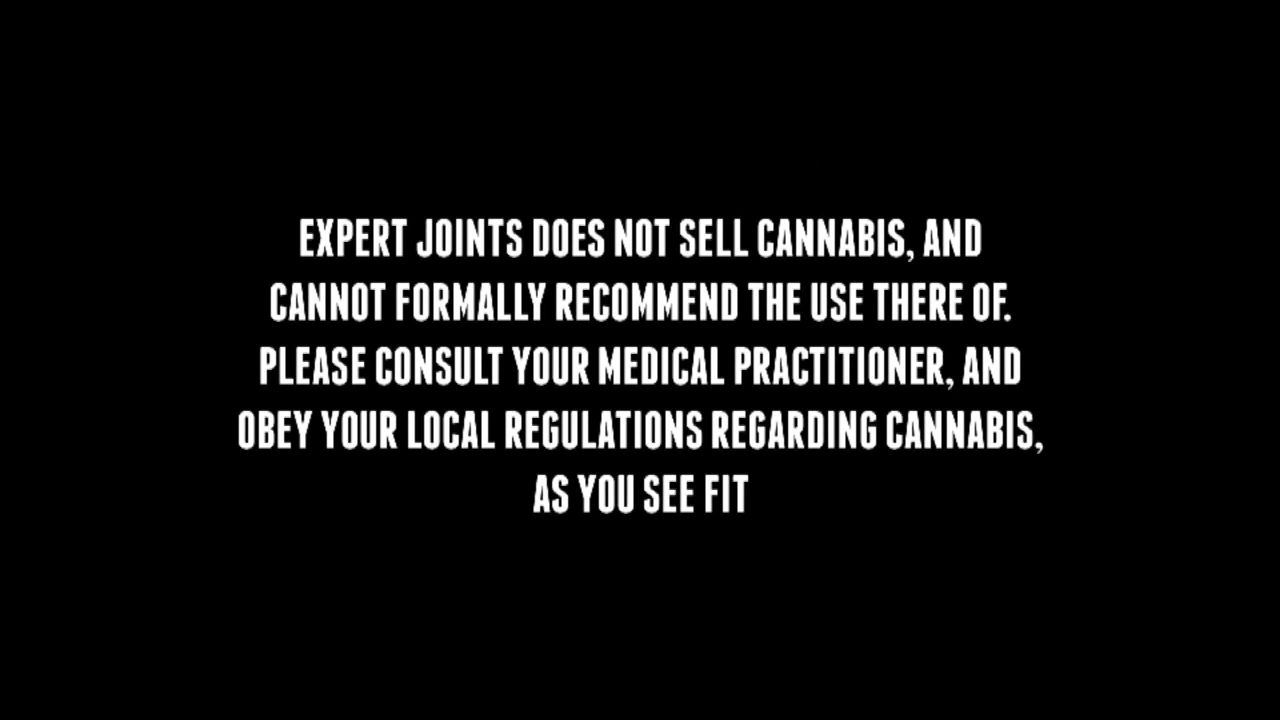 EXPERT JOINTS DOES NOT SELL CANNABIS, AND
CANNOT FORMALLY RECOMMEND THE USE THERE OF.
PLEASE CONSULT YOUR MEDICAL PRACTITIONER, AND
OBEY YOUR LOCAL REGULATIONS REGARDING CANNABIS,
AS YOU SEE FIT